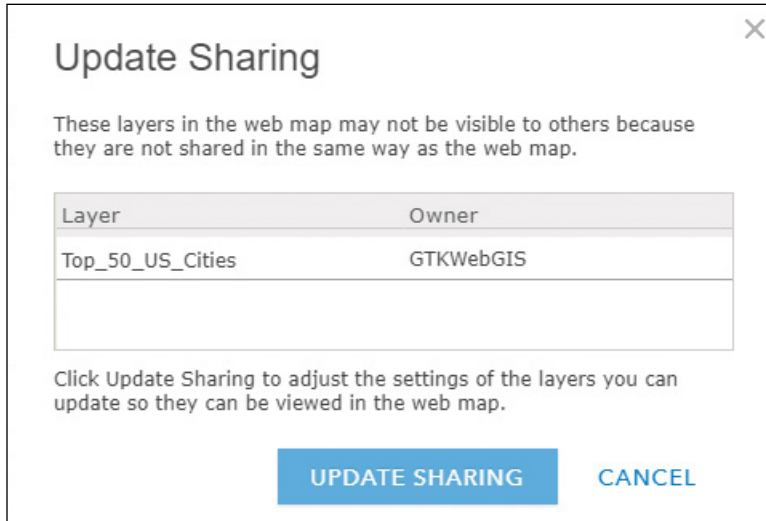 Update Sharing
These layers in the web map may not be visible to others because
they are not shared in the same way as the web map.
Layer Owner
Top_50_US_Cities GTKWebGIS
Click Update Sharing to adjust the settings of the layers you can
update so they can be viewed in the web map.
UPDATE SHARING CANCEL